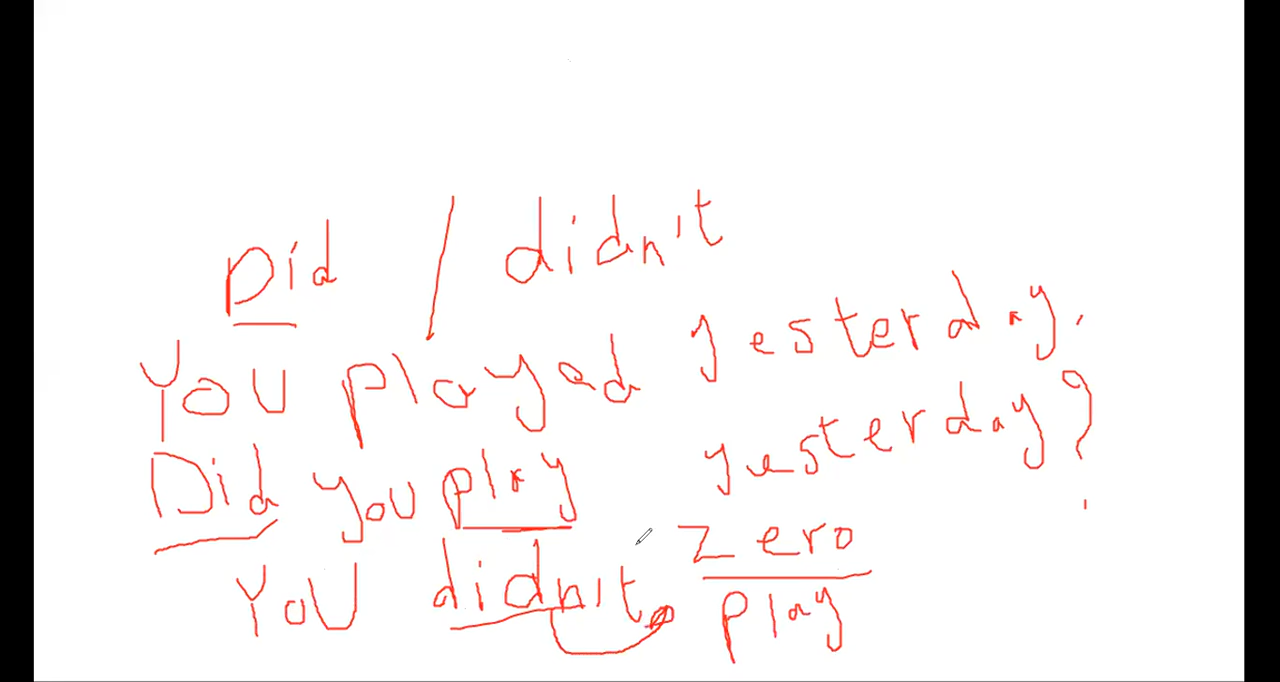 Did / didn't
You played yesterday.
Did you play yesterday?
zero
You didn't play